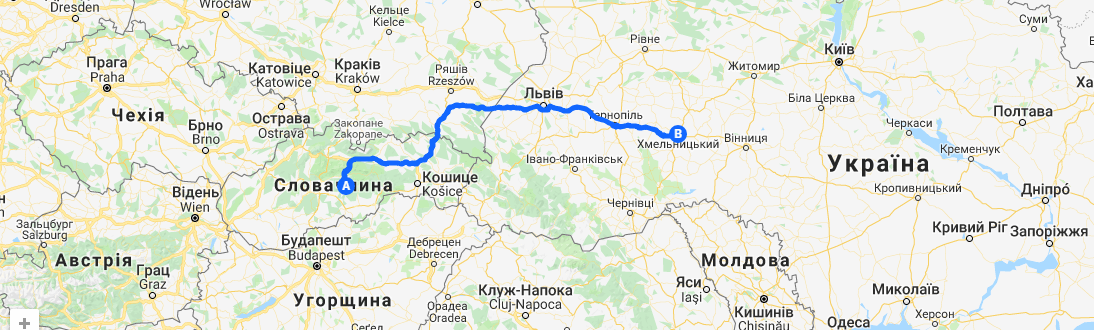 Dresden
Wrocław
Кельце
Kielce
Рівне
Суми
Прага
Praha
Катовіце
Katowice
Краків
Kraków
Ряшів
Rzeszów
Львів
Житомир
Київ
Чехія
Острава
Ostrava
Брно
Brno
Закопане
Zakopane
Тернопіль
B
Хмельницький
Вінниця
Біла Церква
Черкаси
Полтава
Кременчук
Україна
Словаччина
A
Кошице
Košice
Івано-Франківськ
Чернівці
Кропивницький
Дніпро́
Відень
Wien
Зальцбург
Salzburg
Австрія
Грац
Graz
Будапешт
Budapest
Дебрецен
Debrecen
Кривий Ріг
Запоріжжя
Угорщина
Орадеа
Oradea
Клуж-Напока
Cluj-Napoca
Молдова
Яси
Iași
Кишинів
Chișinău
Миколаїв
Херсон
Одеса
Сегед
+